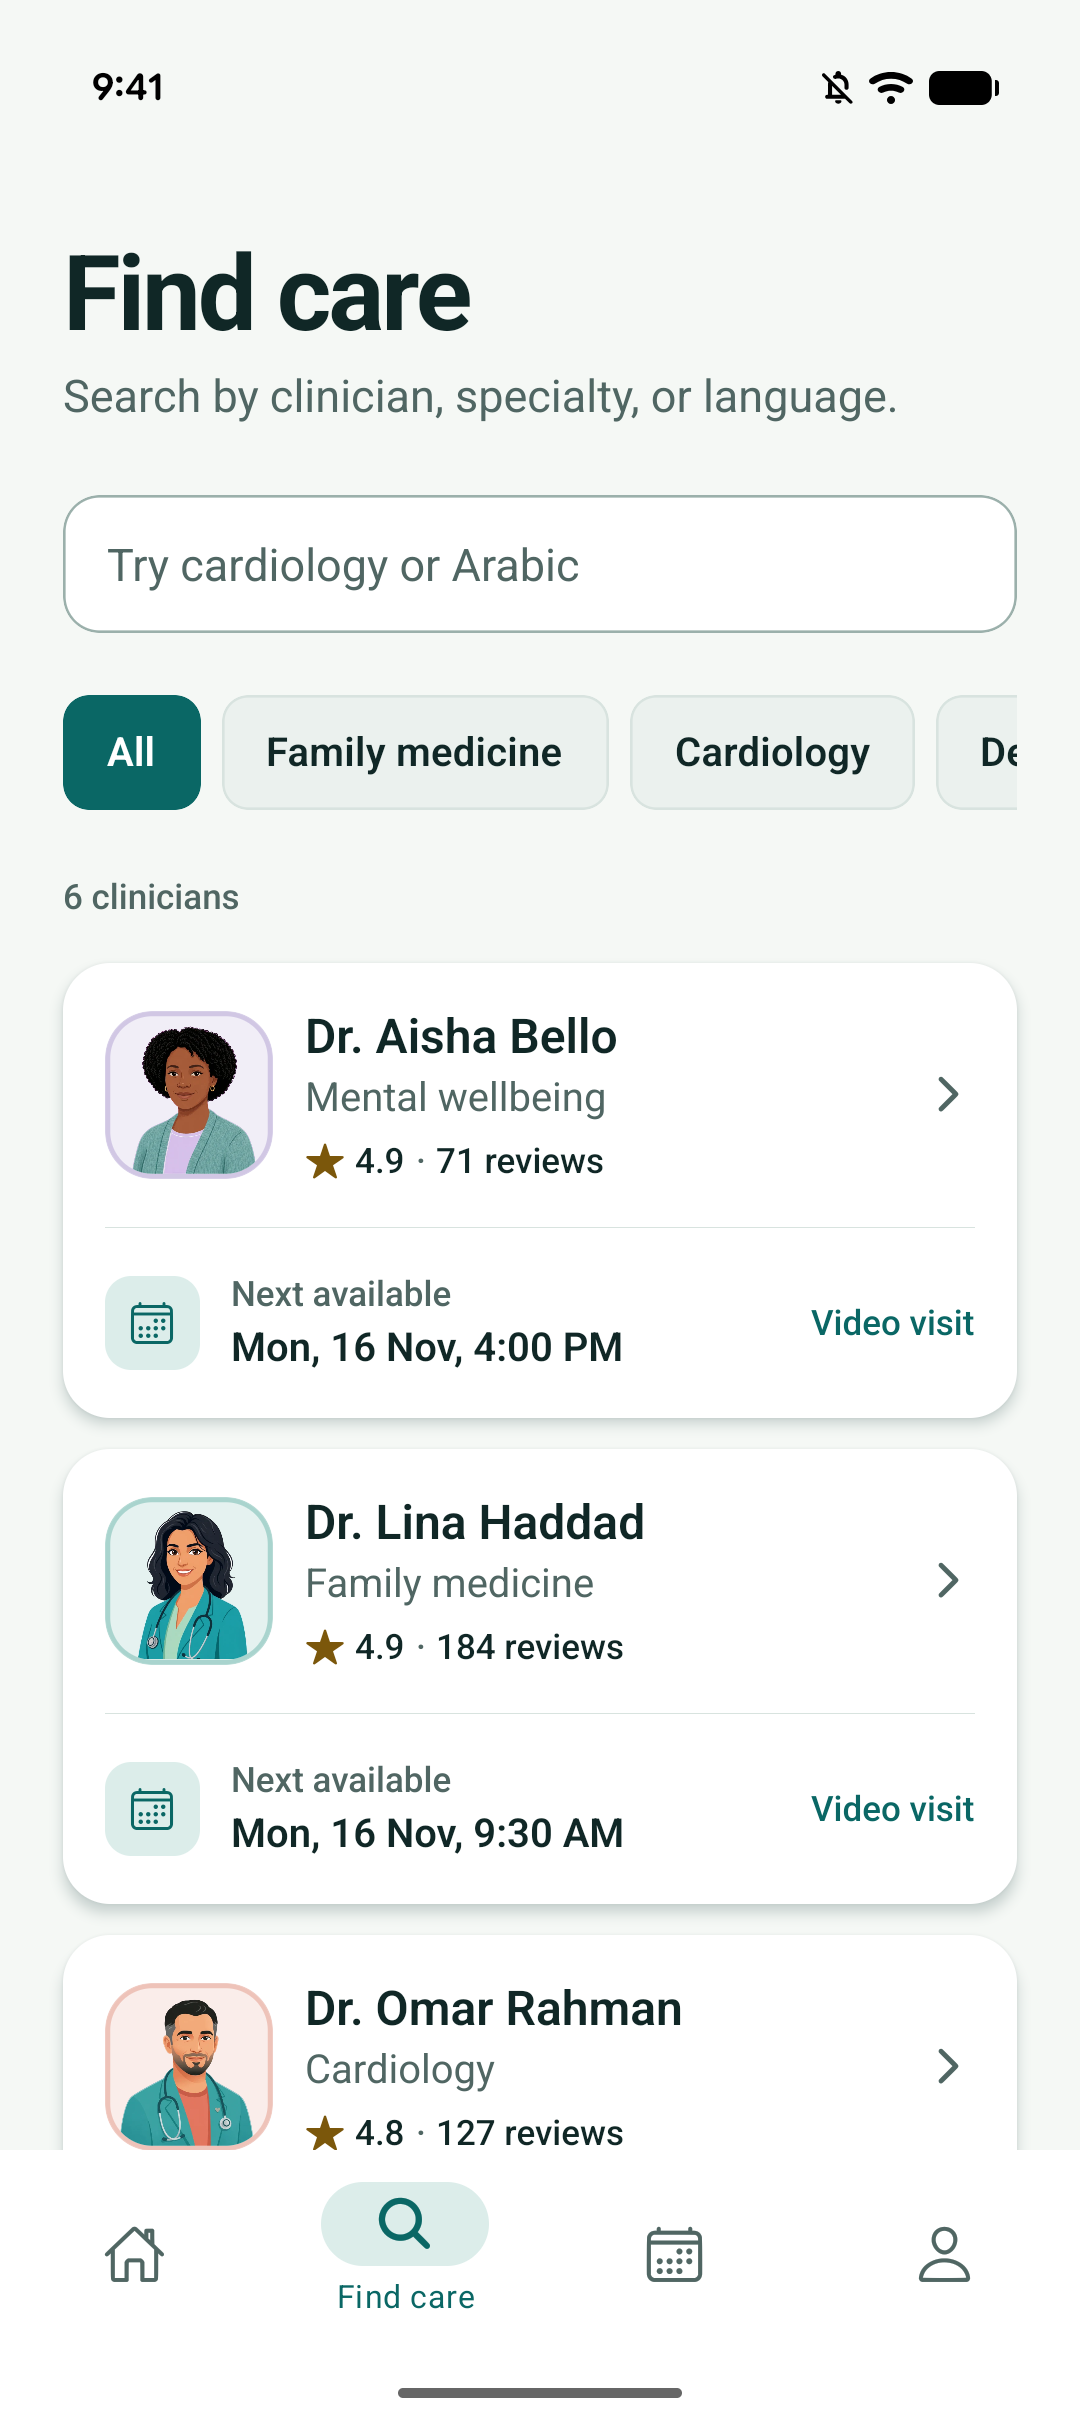 9:41
Find care
Search by clinician, specialty, or language.
Try cardiology or Arabic
All
Family medicine
Cardiology
6 clinicians
Dr. Aisha Bello
Mental wellbeing
4.9 · 71 reviews
Next available
Mon, 16 Nov, 4:00 PM
Video visit
Dr. Lina Haddad
Family medicine
4.9 · 184 reviews
Next available
Mon, 16 Nov, 9:30 AM
Video visit
Dr. Omar Rahman
Cardiology
4.8 · 127 reviews
Find care